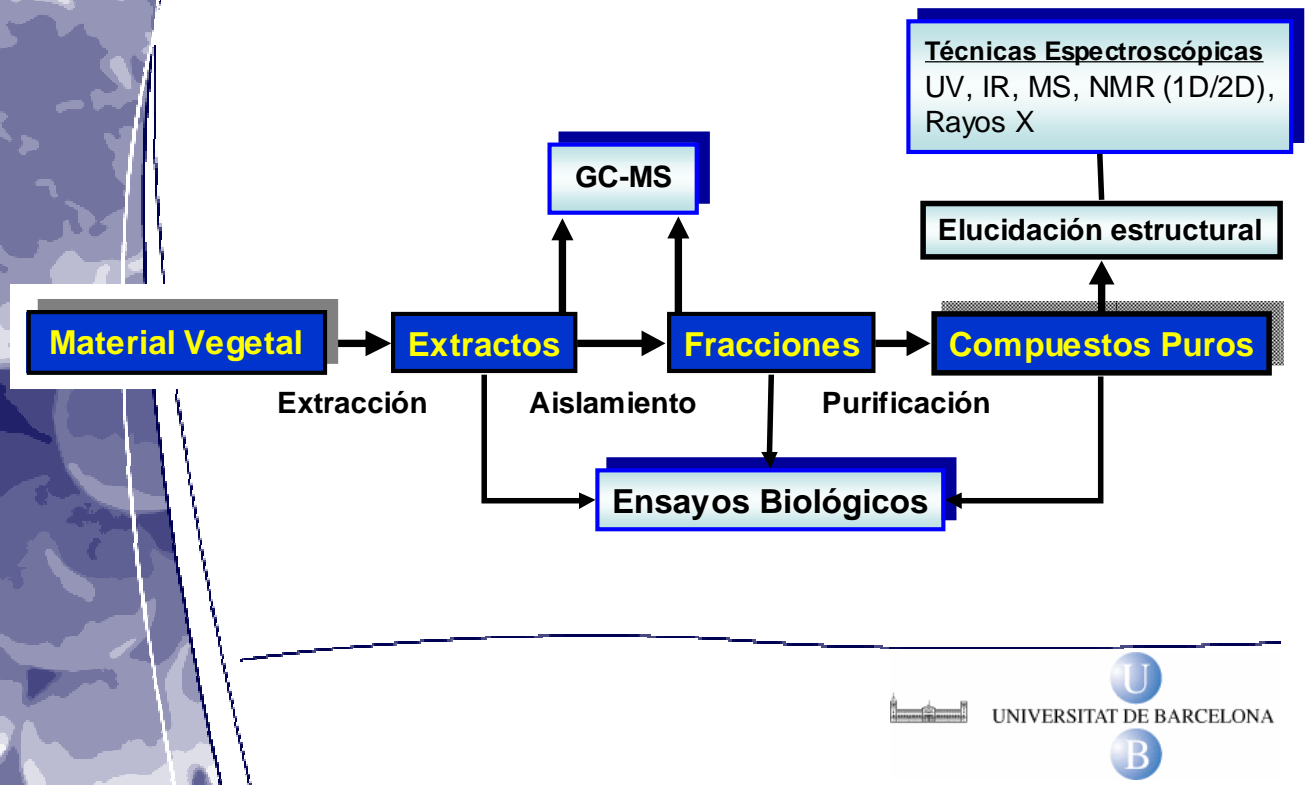 Técnicas Espectroscópicas
UV, IR, MS, NMR (1D/2D),
Rayos X
GC-MS
Elucidación estructural
Material Vegetal
Extractos
Fracciones
Compuestos Puros
Extracción
Aislamiento
Purificación
Ensayos Biológicos
U
UNIVERSITAT DE BARCELONA
B